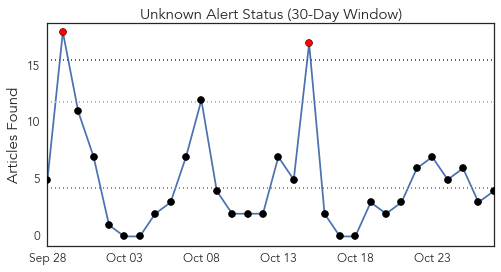 Unknown Alert Status (30-Day Window)
Articles Found
15
10
5
0
Sep 28 Oct 03 Oct 08 Oct 13 Oct 18 Oct 23